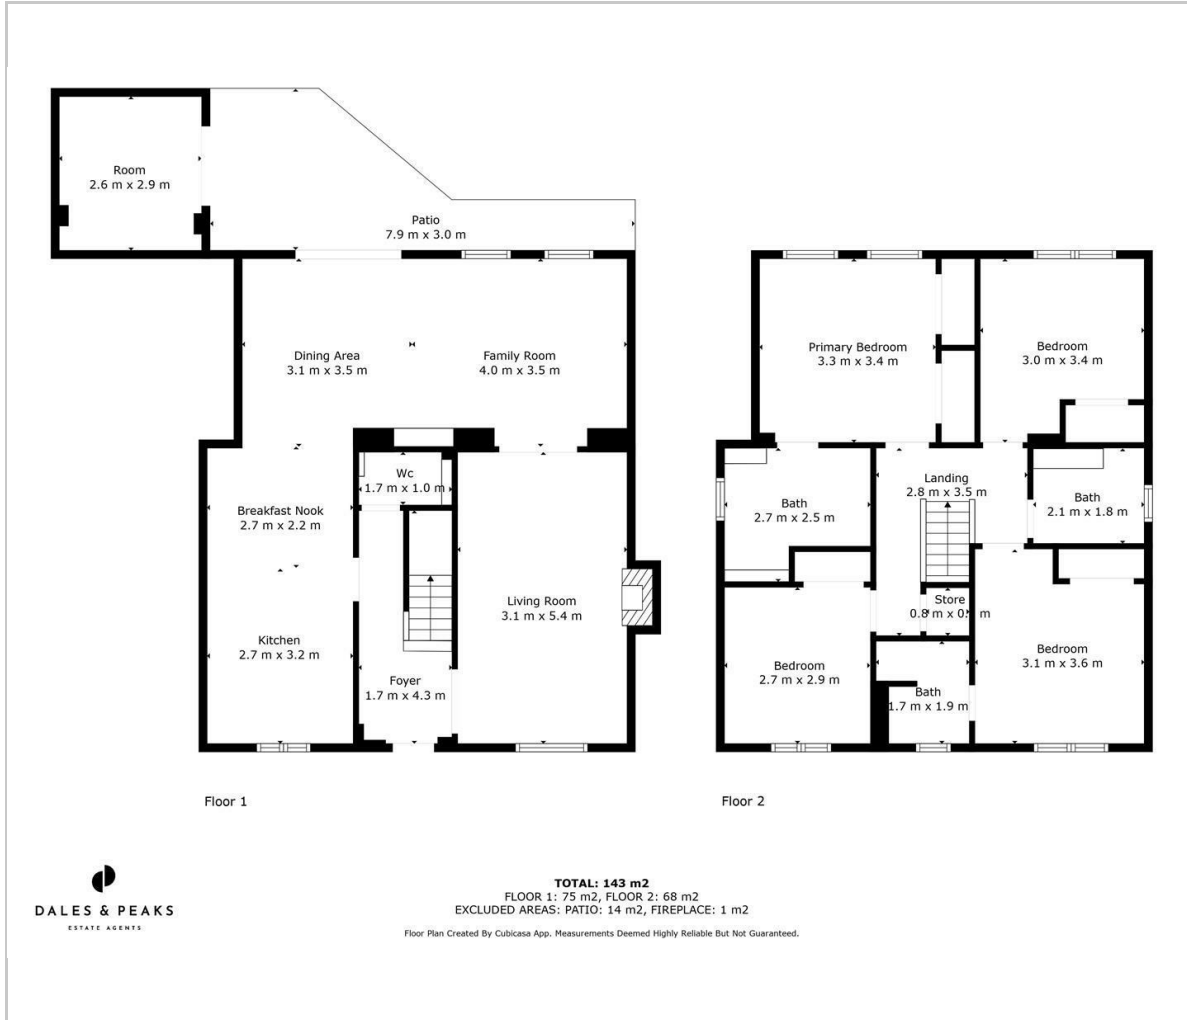 Room
2.6 m x 2.9 m
Patio
7.9 m x 3.0 m
Dining Area
3.1 m x 3.5 m
Family Room
4.0 m x 3.5 m
Wc
1.7 m x 1.0 m
Breakfast Nook
2.7 m x 2.2 m
Living Room
3.1 m x 5.4 m
Kitchen
2.7 m x 3.2 m
Foyer
1.7 m x 4.3 m
Floor 1
Primary Bedroom
3.3 m x 3.4 m
Bedroom
3.0 m x 3.4 m
Landing
2.8 m x 3.5 m
Bath
2.7 m x 2.5 m
Bath
2.1 m x 1.8 m
Store
0.8 m x m
Bedroom
2.7 m x 2.9 m
Bedroom
3.1 m x 3.6 m
Bath
1.7 m x 1.9 m
Floor 2
DALES & PEAKS
ESTATE AGENTS
TOTAL: 143 m2
FLOOR 1: 75 m2, FLOOR 2: 68 m2
EXCLUDED AREAS: PATIO: 14 m2, FIREPLACE: 1 m2
Floor Plan Created By Cubicasa App. Measurements Deemed Highly Reliable But Not Guaranteed.